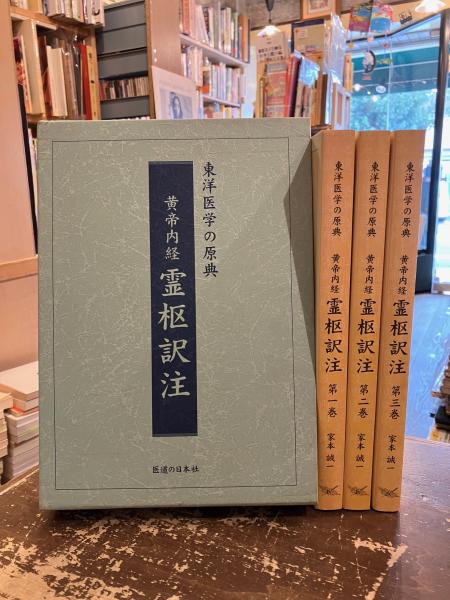 東洋医学の原典
黄帝内経
霊枢訳注
医道の日本社
東洋医学の原典
黄帝内経
霊枢訳注
第一巻
家本 誠一
東洋医学の原典
黄帝内経
霊枢訳注
第二巻
家本 誠一
東洋医学の原典
黄帝内経
霊枢訳注
第三巻
家本 誠一